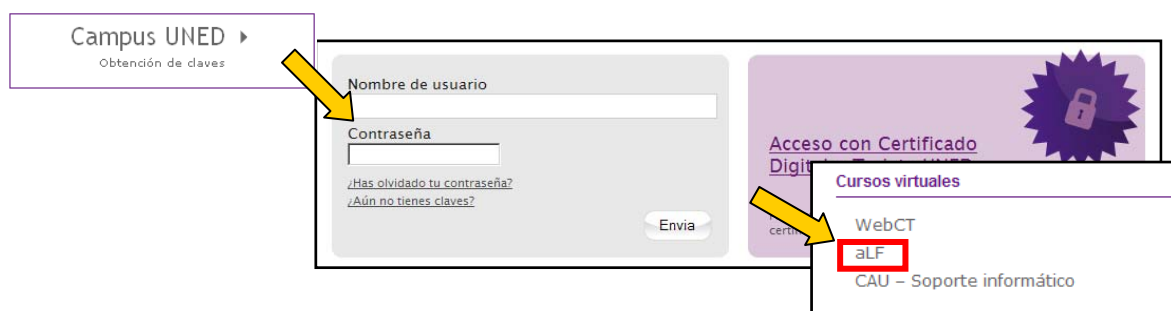 Campus UNED
Obtención de claves
Nombre de usuario
Contraseña
¿Has olvidado tu contraseña?
¿Aún no tienes claves?
Envia
Acceso con Certificado
Cursos virtuales
WebCT
aLF
CAU – Soporte informático